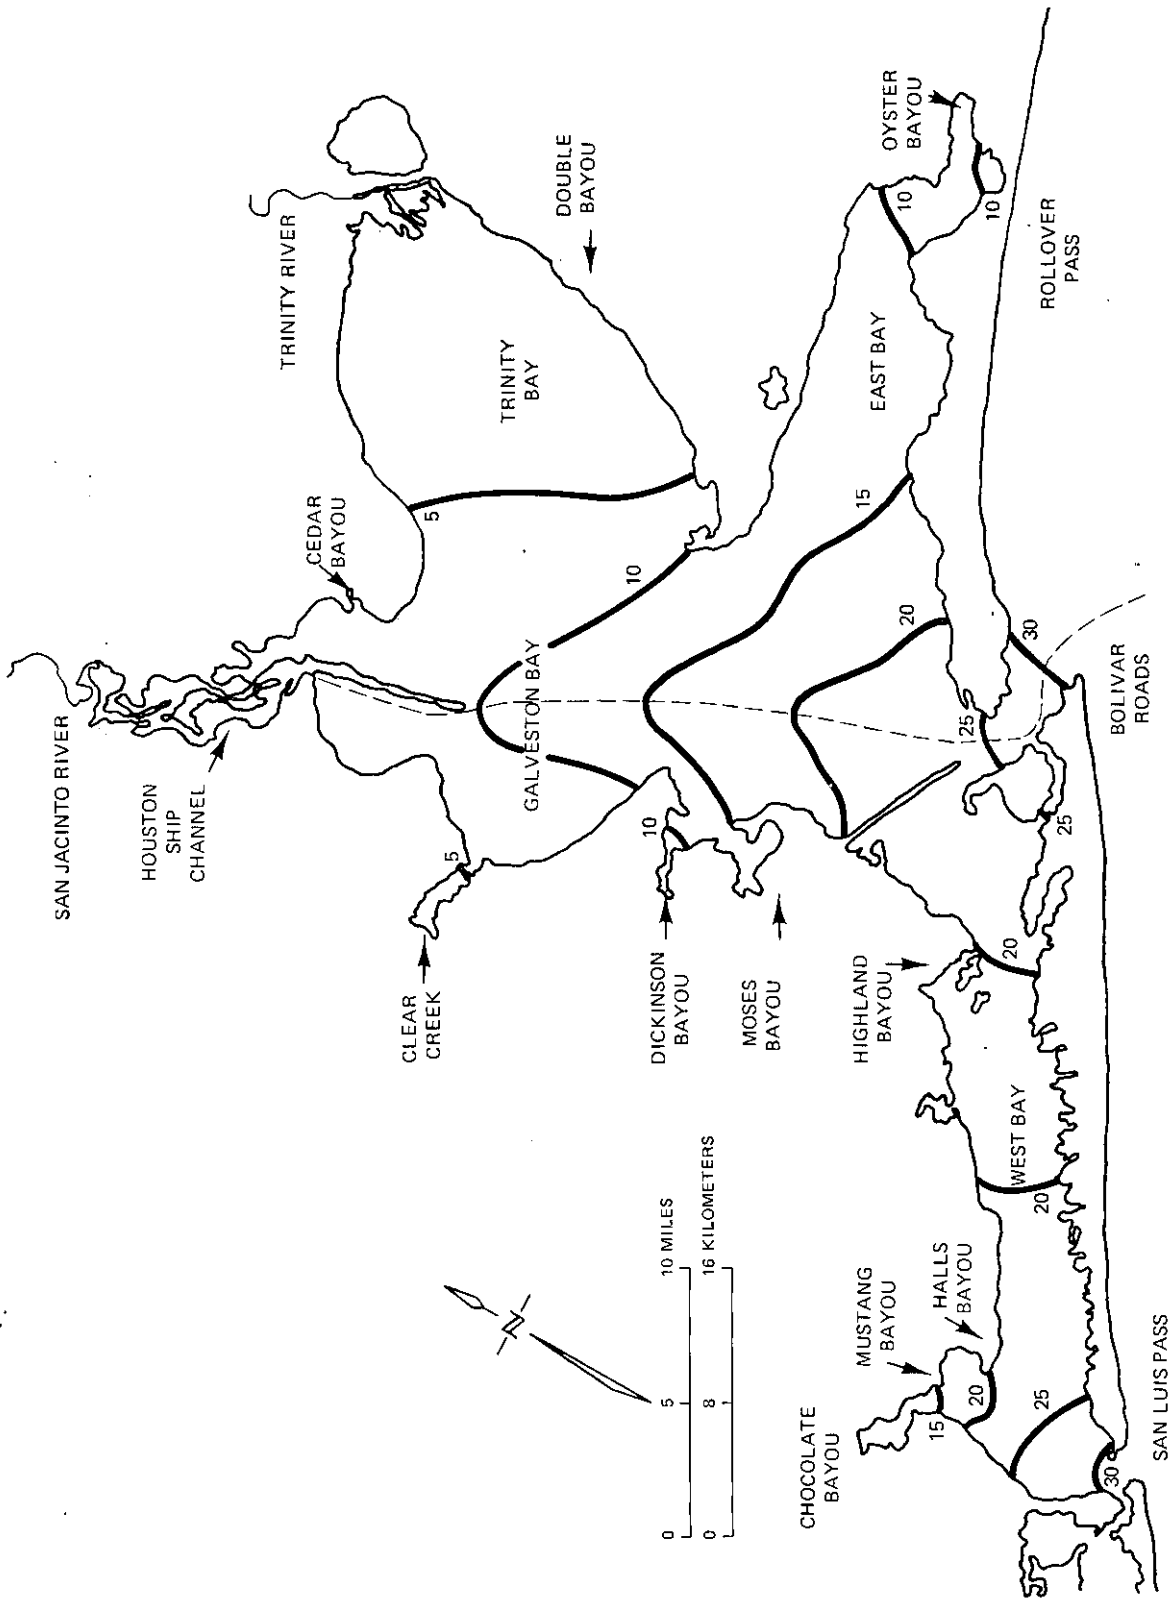 SAN JACINTO RIVER
HOUSTON
SHIP
CHANNEL
CEDAR
BAYOU
TRINITY RIVER
TRINITY
BAY
DOUBLE
BAYOU
OYSTER
BAYOU
10
10
ROLLOVER
PASS
EAST BAY
5
10
15
20
30
GALVESTON BAY
25
25
BOLIVAR
ROADS
5
CLEAR
CREEK
10
DICKINSON
BAYOU
MOSES
BAYOU
HIGHLAND
BAYOU
20
WEST BAY
20
N
0 5 10 MILES
0 8 16 KILOMETERS
MUSTANG
BAYOU
HALLS
BAYOU
CHOCOLATE
BAYOU
15
20
25
30
SAN LUIS PASS